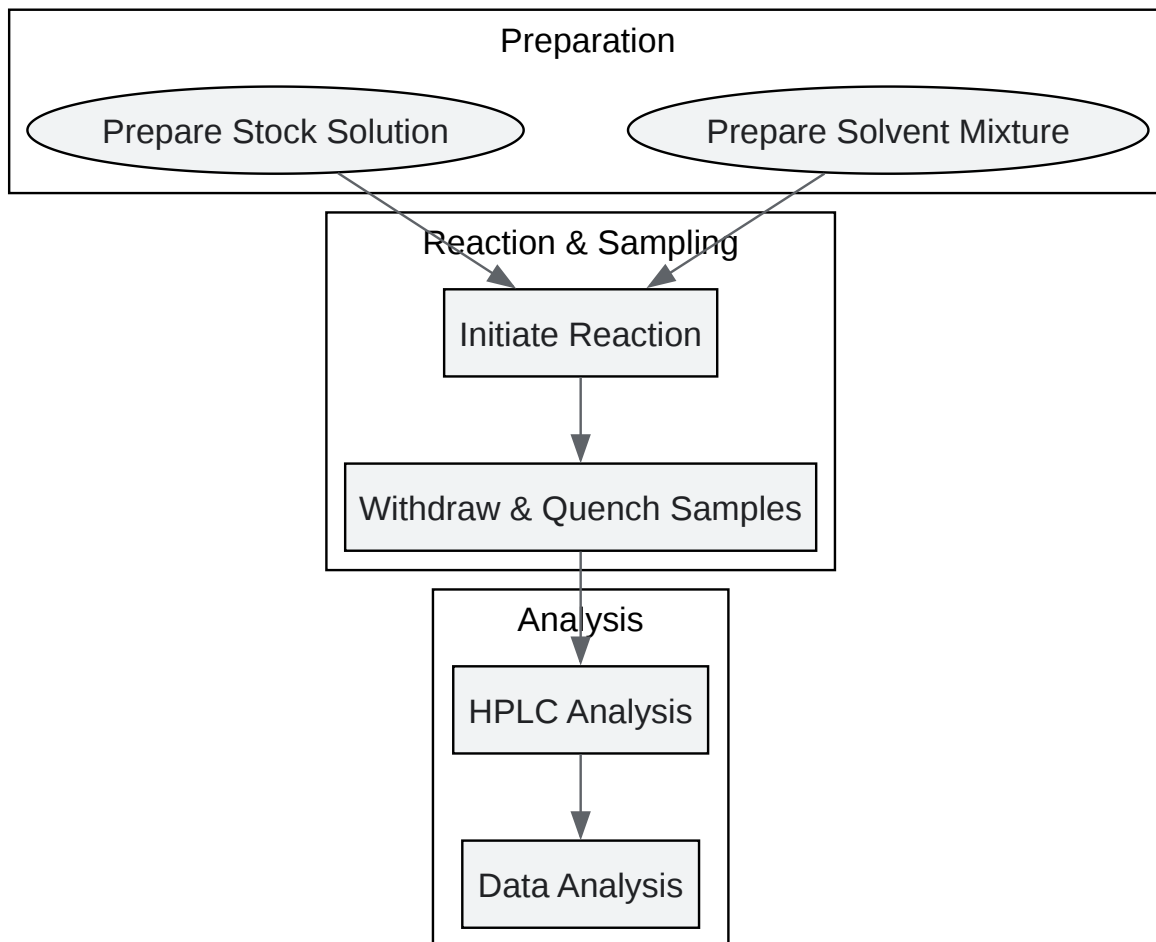 Preparation
Prepare Stock Solution
Prepare Solvent Mixture
Reaction & Sampling
Initiate Reaction
Withdraw & Quench Samples
Analysis
HPLC Analysis
Data Analysis